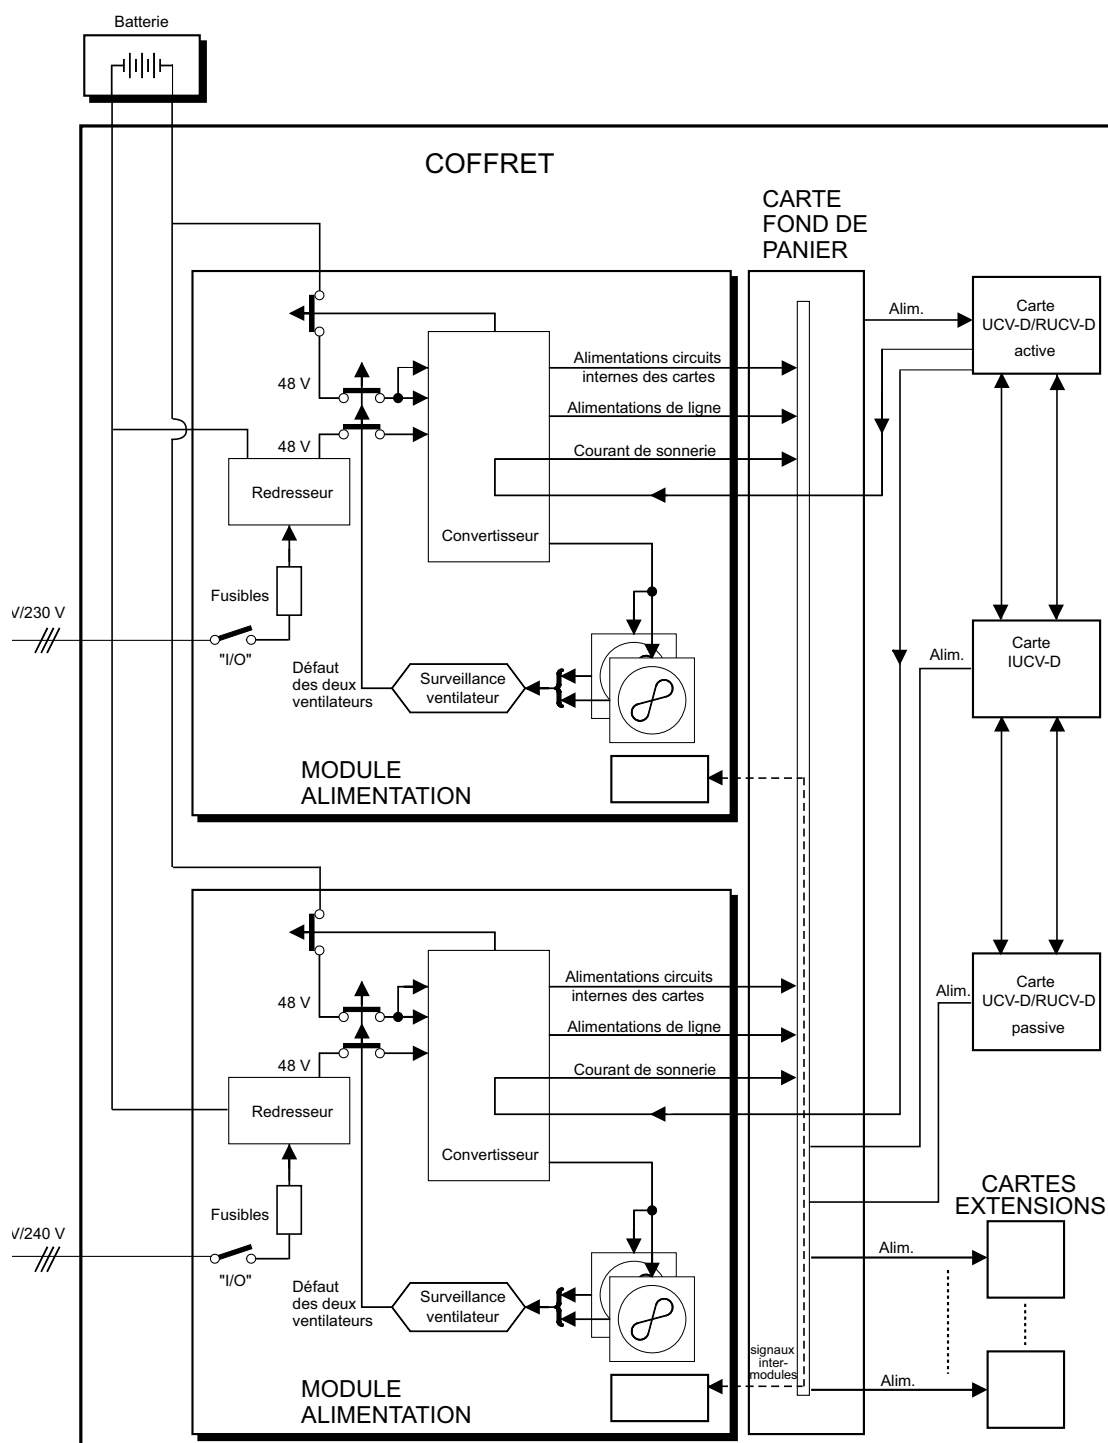 Batterie
COFFRET
CARTE
FOND DE
PANIER
Alim.
Carte
UCV-D/RUCV-D
active
Alimentations circuits
internes des cartes
48 V
Alimentations de ligne
48 V
Courant de sonnerie
Redresseur
Convertisseur
Fusibles
V/230 V
"I/O"
Défaut
des deux
ventilateurs
Surveillance
ventilateur
Alim.
Carte
IUCV-D
MODULE
ALIMENTATION
Alimentations circuits
internes des cartes
48 V
Alimentations de ligne
48 V
Courant de sonnerie
Alim.
Carte
UCV-D/RUCV-D
passive
Redresseur
Convertisseur
Fusibles
V/240 V
"I/O"
Défaut
des deux
ventilateurs
Surveillance
ventilateur
CARTES
EXTENSIONS
Alim.
signaux
inter-
modules
Alim.
MODULE
ALIMENTATION